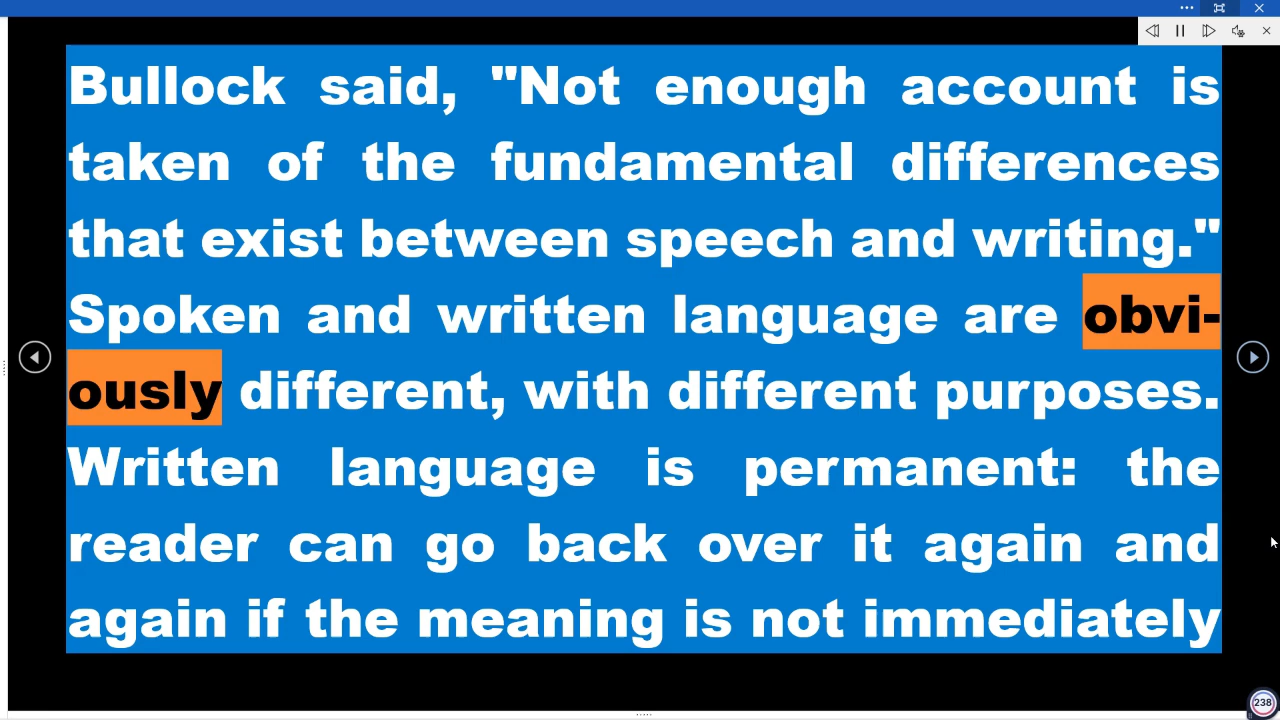 Bullock said, "Not enough account is
taken of the fundamental differences
that exist between speech and writing."
Spoken and written language are obvi-
ously different, with different purposes.
Written language is permanent: the
reader can go back over it again and
again if the meaning is not immediately
238